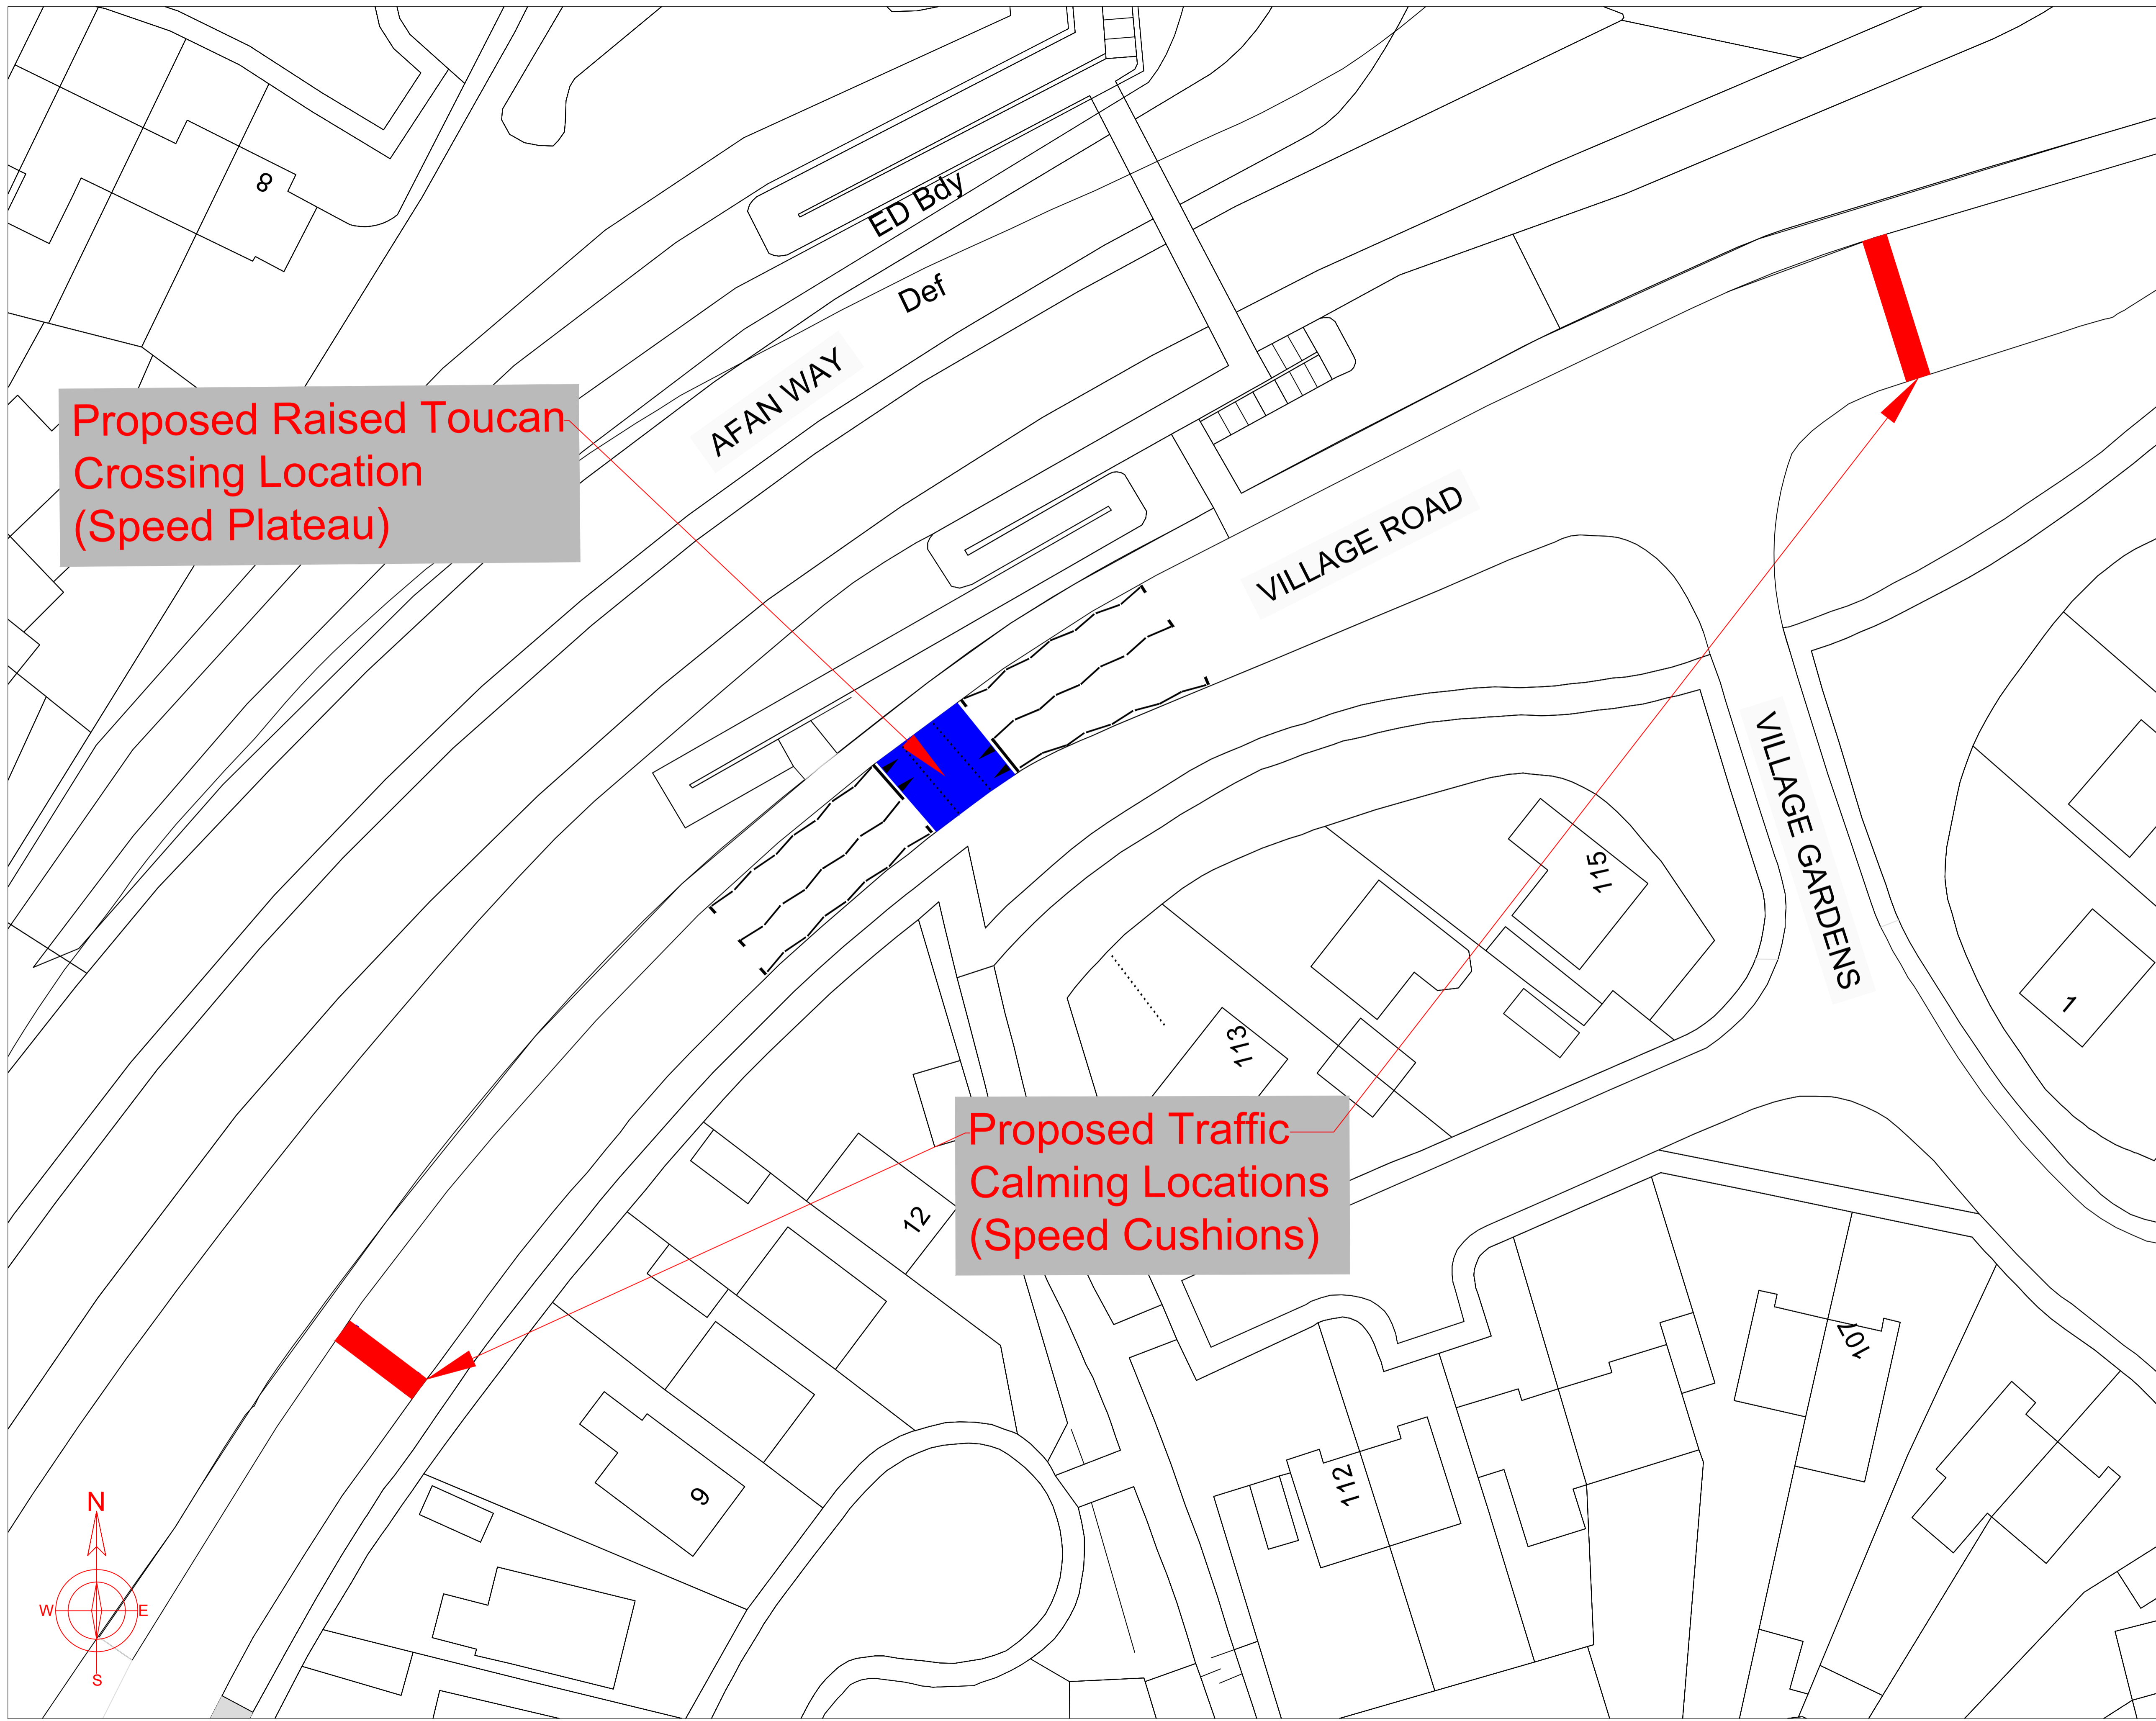 8
ED Bdy
Def
AFAN WAY
Proposed Raised Toucan
Crossing Location
(Speed Plateau)
VILLAGE ROAD
VILLAGE GARDENS
115
1
113
Proposed Traffic
Calming Locations
(Speed Cushions)
12
107
112
9
N
W
E
S